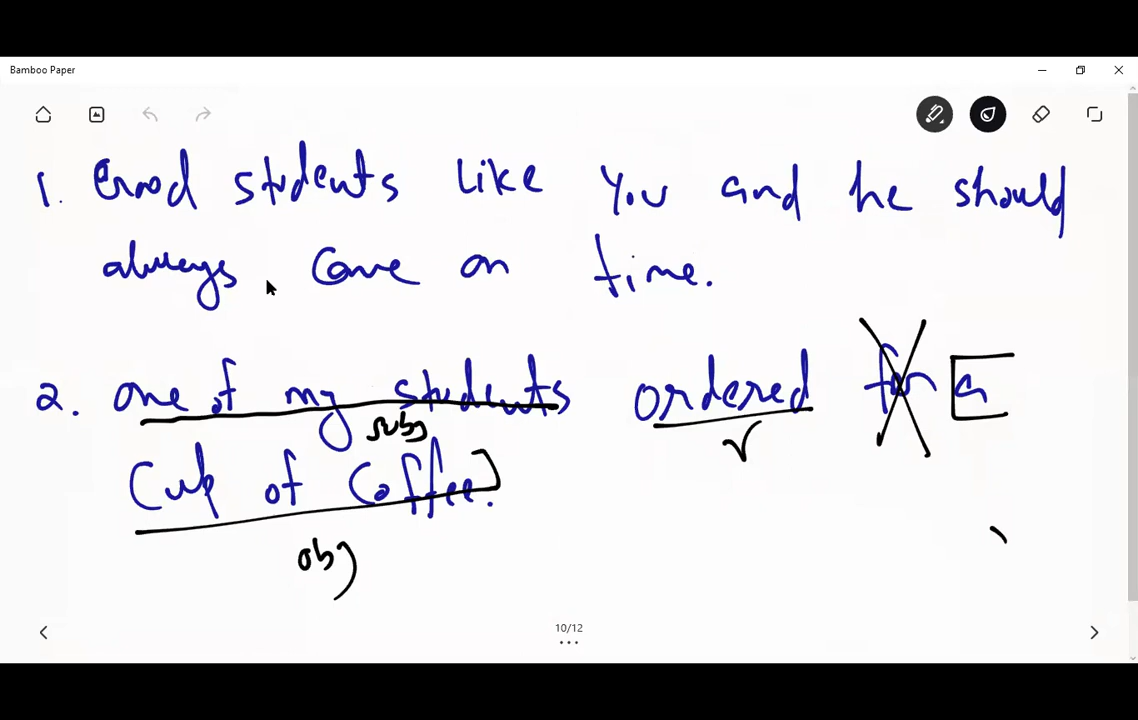 Bamboo Paper
1. Good students like you and he should
always. Come on time.
2. one of my students ordered for a
subj
V
Cup of Coffee.
obj
10/12